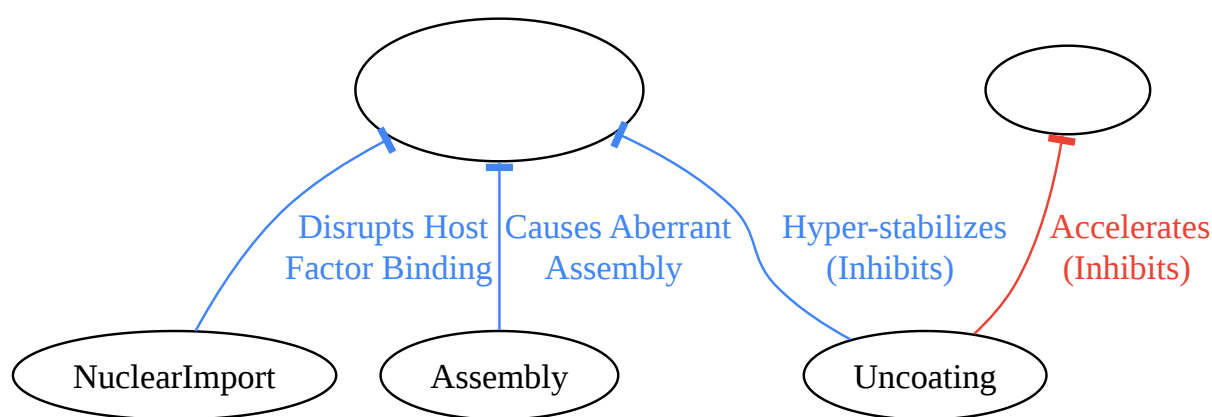 Disrupts Host
Factor Binding
Causes Aberrant
Assembly
Hyper-stabilizes
(Inhibits)
Accelerates
(Inhibits)
NuclearImport
Assembly
Uncoating